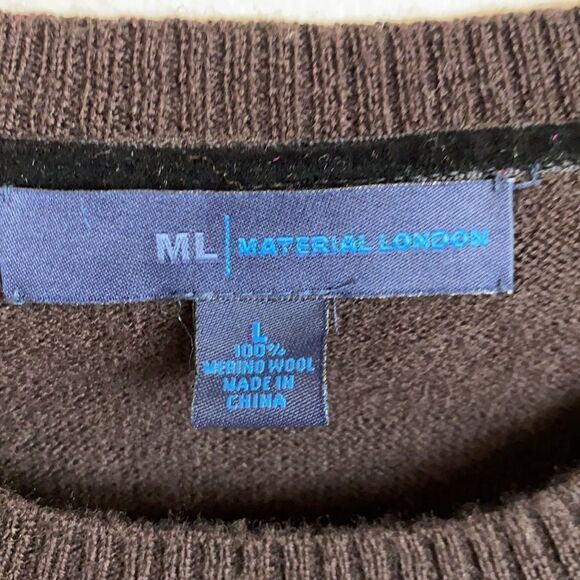 ML | MATERIAL LONDON
L
100%
MERINO WOOL
MADE IN
CHINA